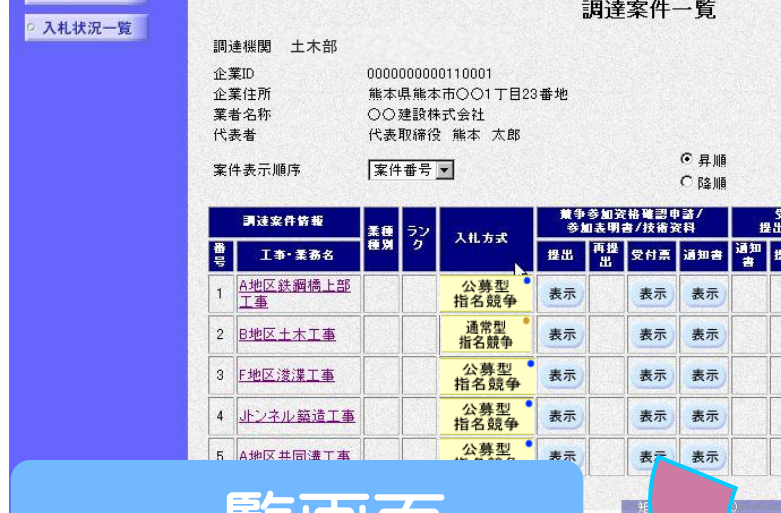 調達案件一覧
入札状況一覧
調達機関 土木部
企業ID 0000000000110001
企業住所 熊本県熊本市〇〇1丁目23番地
業者名称 〇〇建設株式会社
代表者 代表取締役 熊本 太郎
案件表示順序 案件番号
昇順
降順
調達案件情報 業種種別 ランク 入札方式 競争参加資格確認申請/参加表明書/技術資料
番号 工事・業務名 提出 再提出 受付票 通知書 通知書
1 A地区鉄鋼橋上部工事 公募型指名競争 表示 表示 表示
2 B地区土木工事 通常型指名競争 表示 表示 表示
3 F地区浚渫工事 公募型指名競争 表示 表示 表示
4 Jトンネル築造工事 公募型指名競争 表示 表示 表示
5 A地区共同溝工事 公募型 表示 表示 表示
覧画面